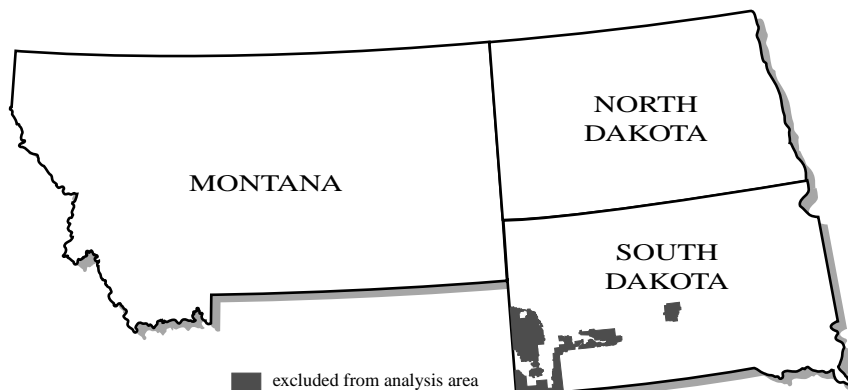 NORTH
DAKOTA
MONTANA
SOUTH
DAKOTA
excluded from analysis area